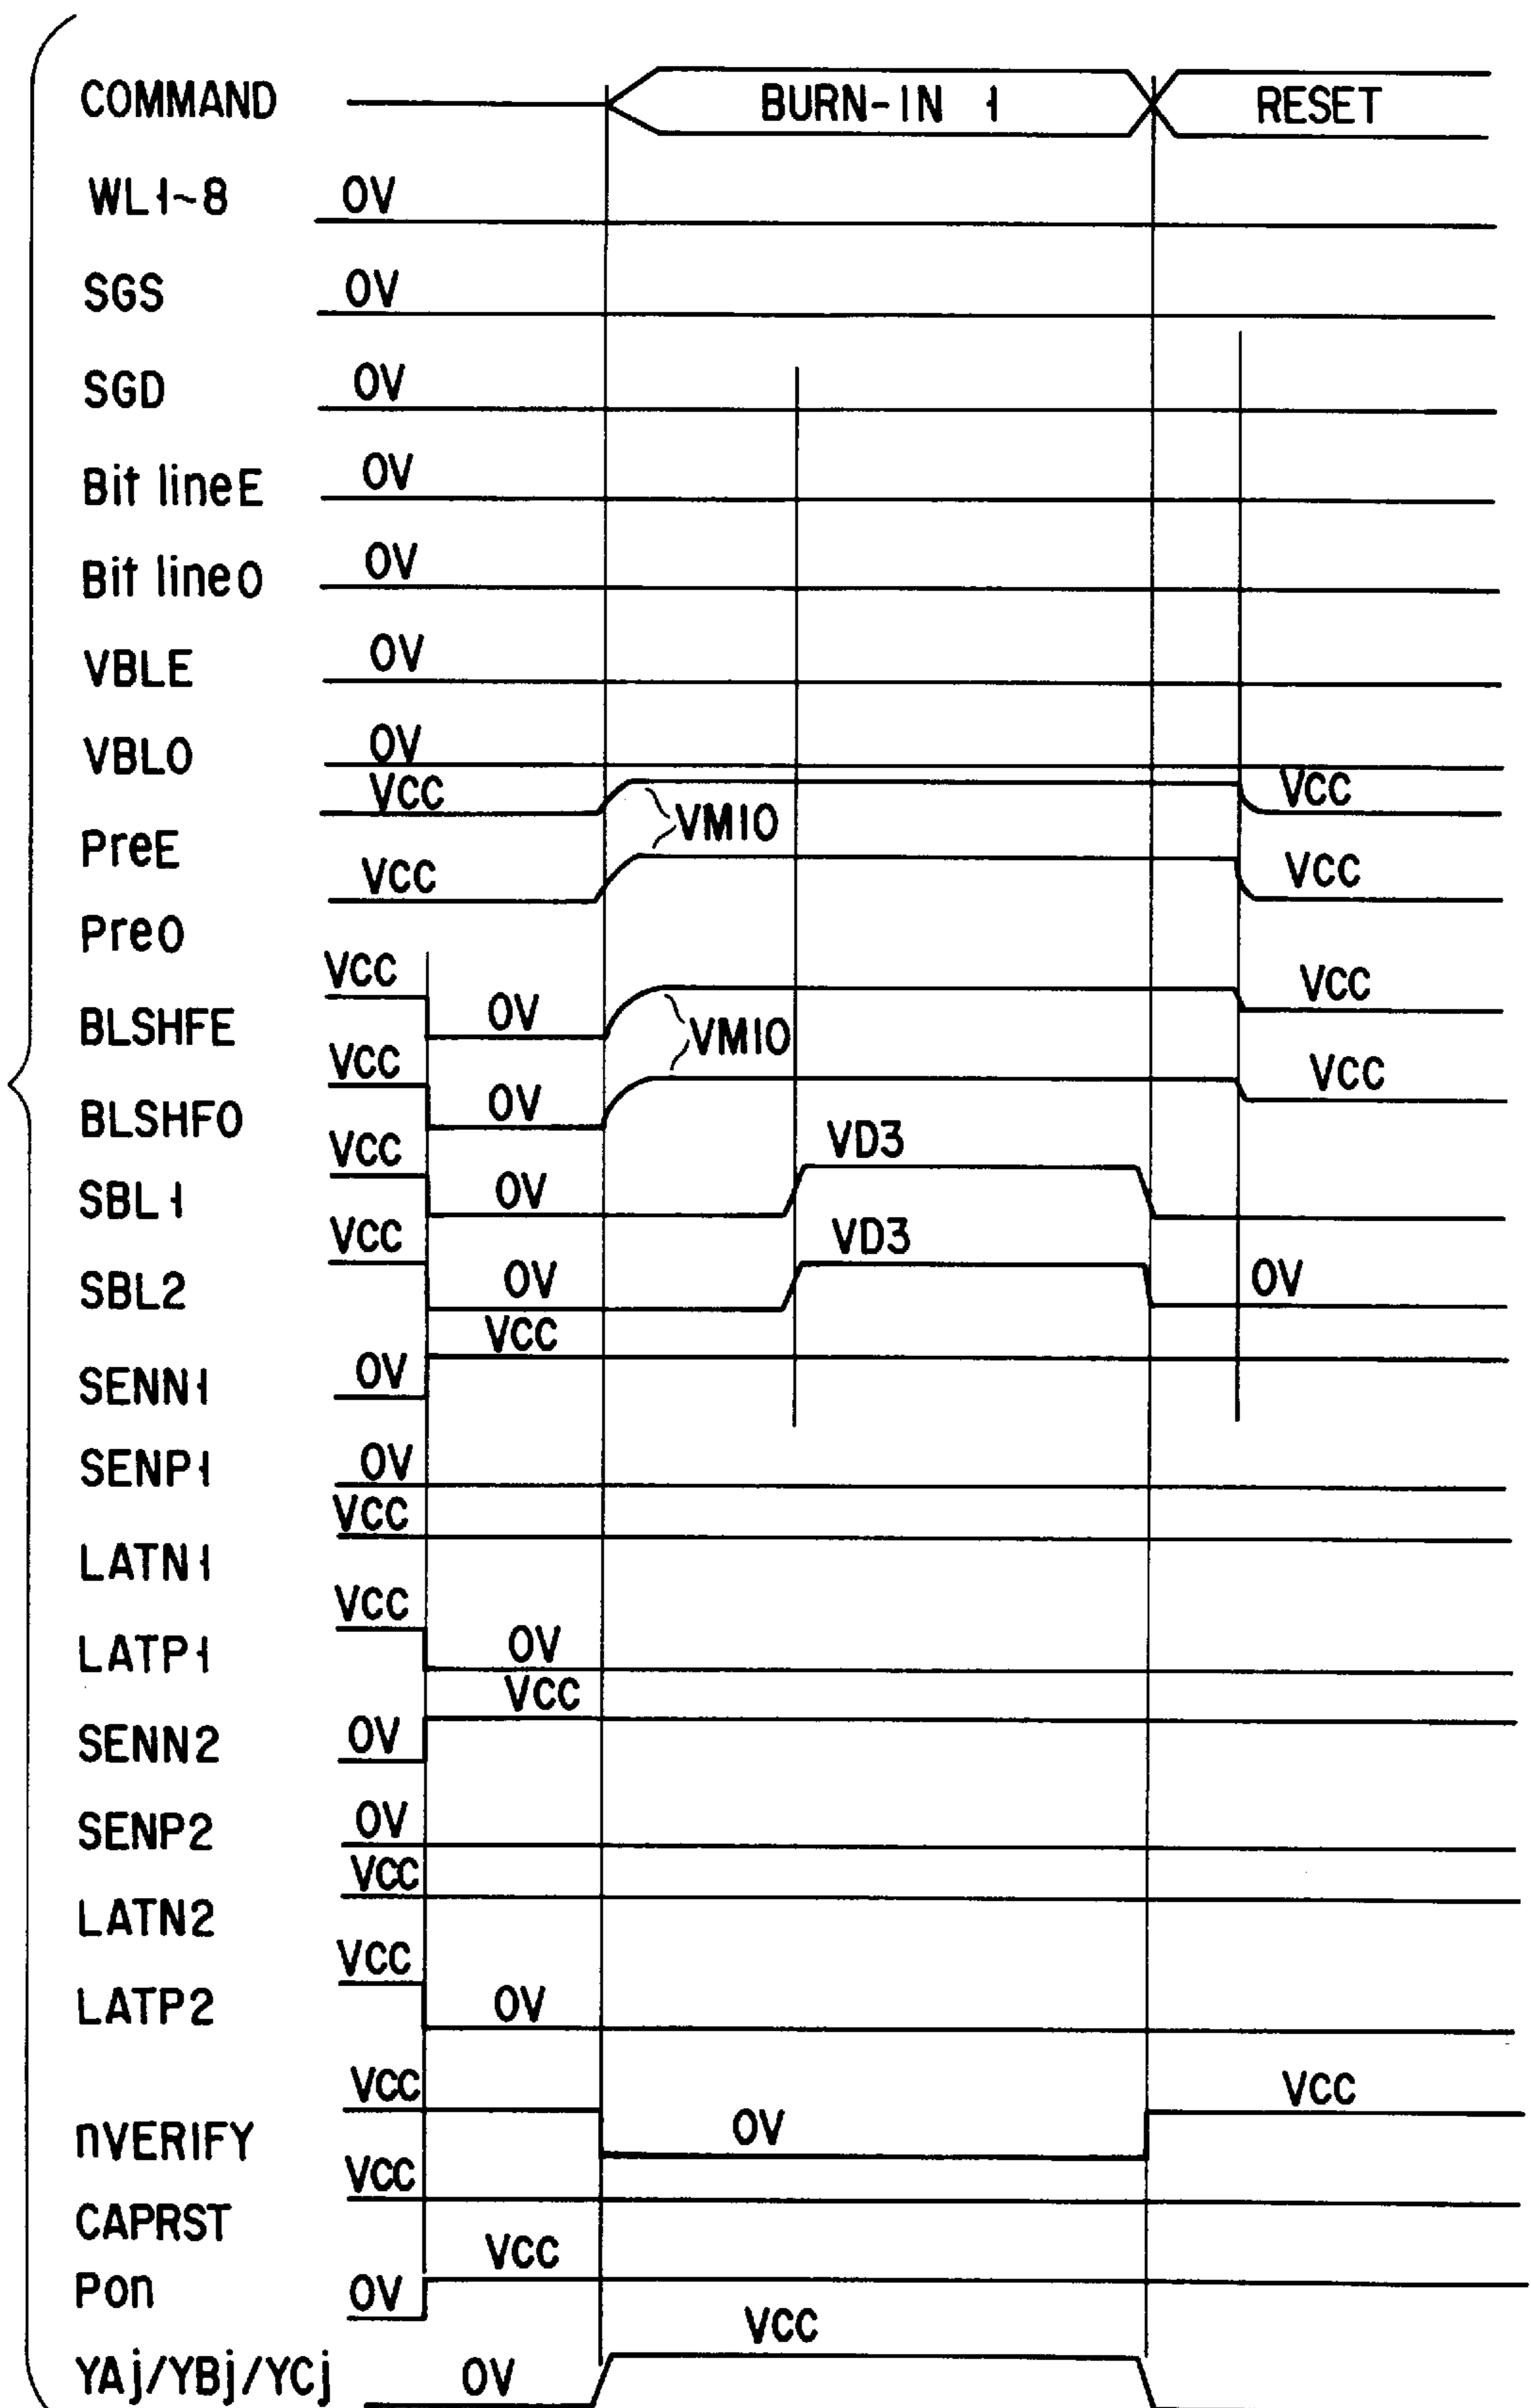 COMMAND BURN-IN 1 RESET
WL1~8 0V
SGS 0V
SGD 0V
Bit lineE 0V
Bit lineO 0V
VBLE 0V
VBLO 0V
VCC VCC
PreE VM10
VCC VCC
PreO
VCC VCC
BLSHFE 0V VM10
VCC VCC
BLSHFO 0V
VCC VD3
SBL1 0V
VCC VD3
SBL2 0V 0V
VCC
SENN1 0V
SENP1 0V
VCC
LATN1
VCC
LATP1 0V
VCC
SENN2 0V
SENP2 0V
VCC
LATN2
VCC
LATP2 0V
VCC VCC
nVERIFY 0V
VCC
CAPRST
VCC
Pon 0V
VCC
YAj/YBj/YCj 0V